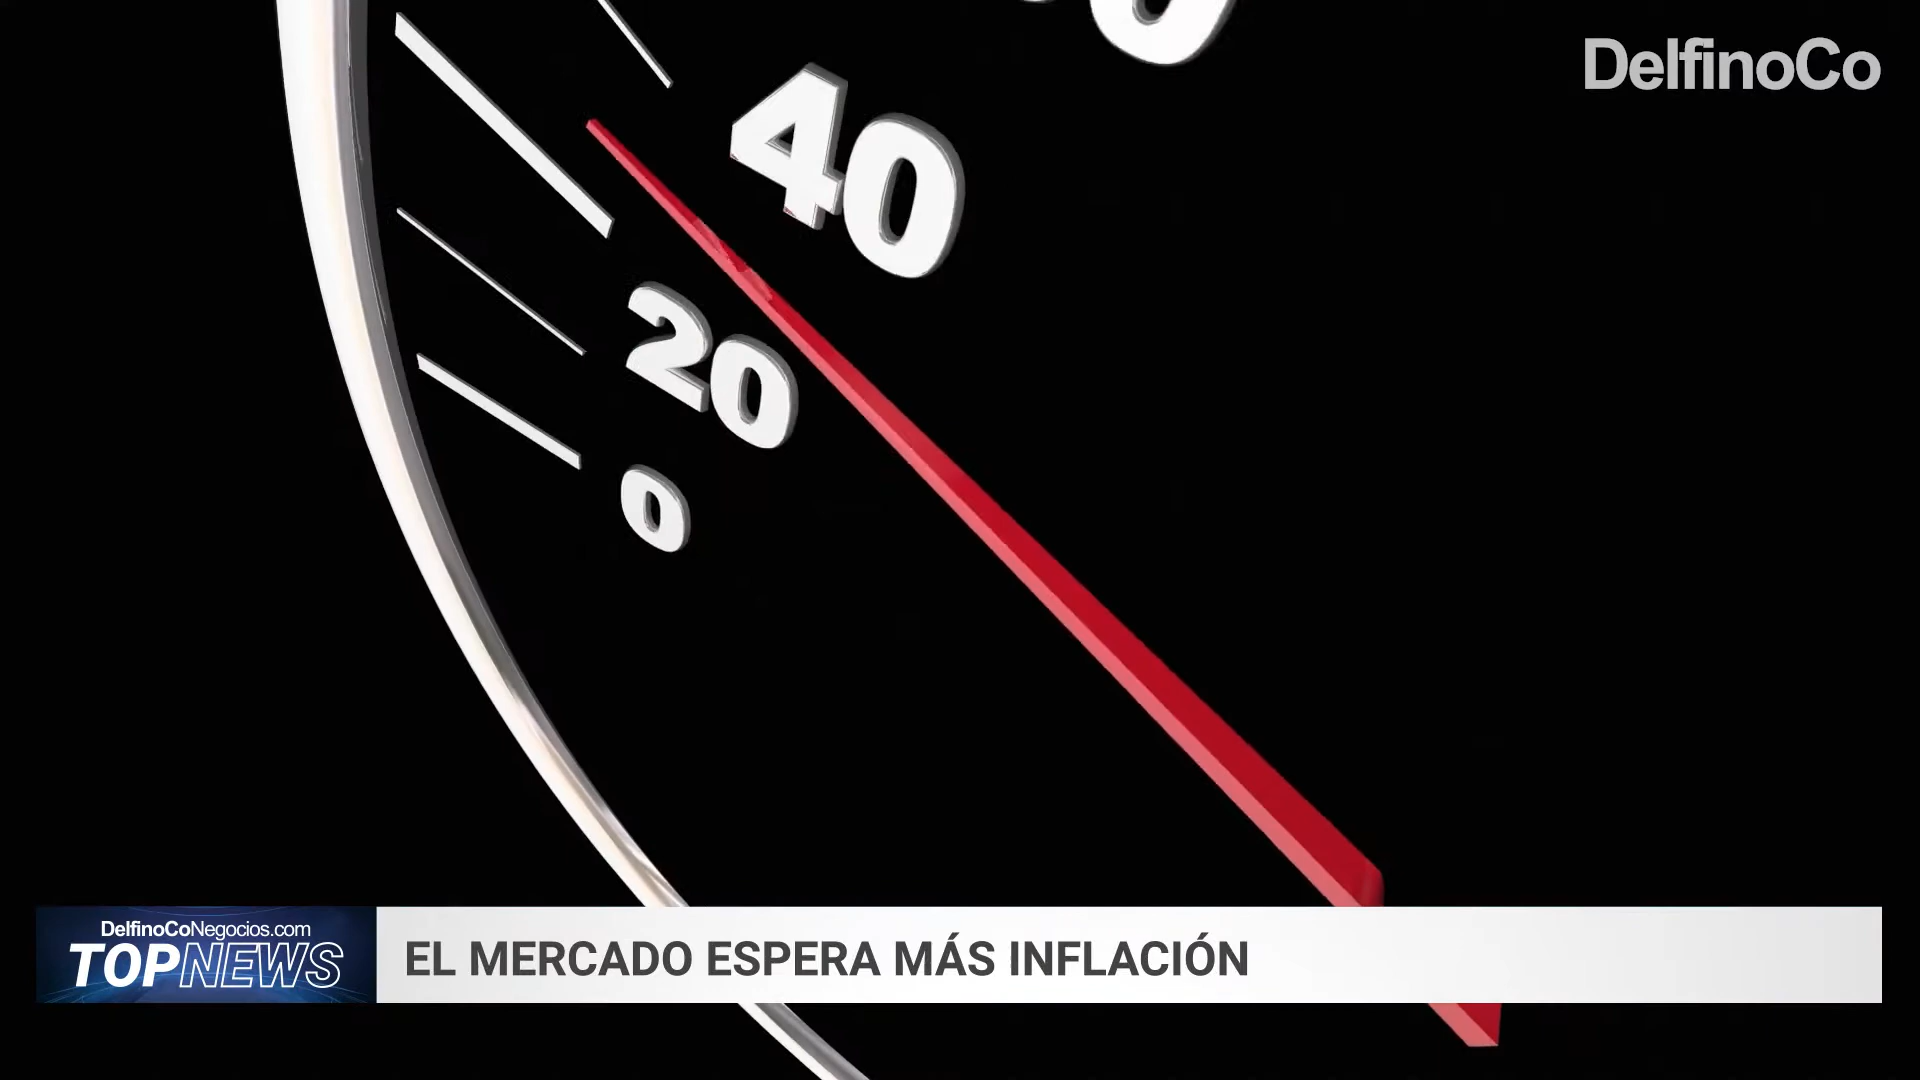 DelfinoCo
40
20
0
DelfinoCoNegocios.com
TOPNEWS
EL MERCADO ESPERA MÁS INFLACIÓN